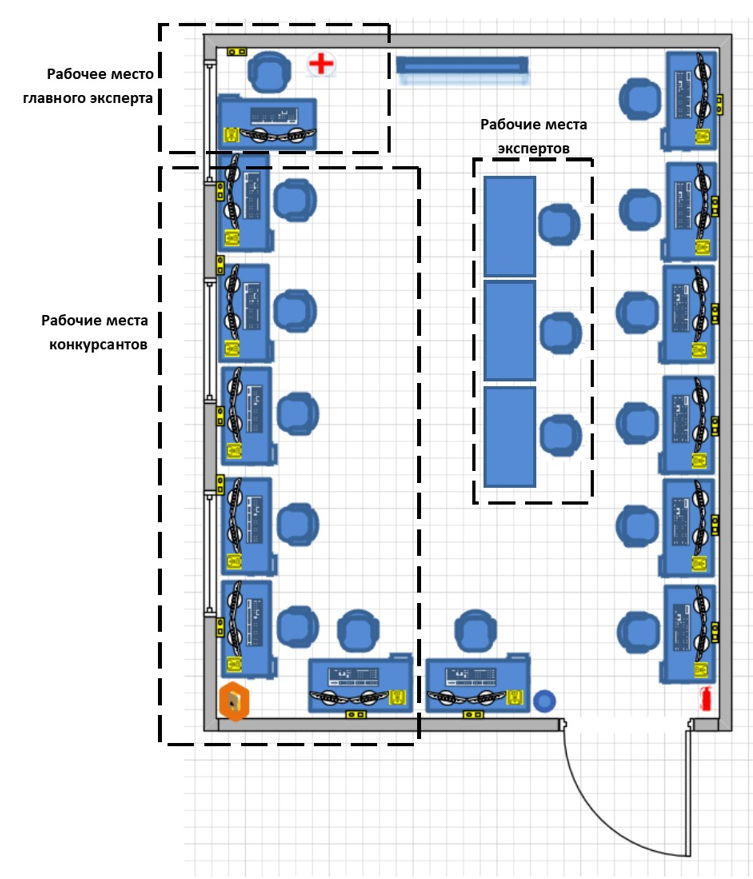 Рабочее место
главного эксперта
Рабочие места
экспертов
Рабочие места
конкурсантов